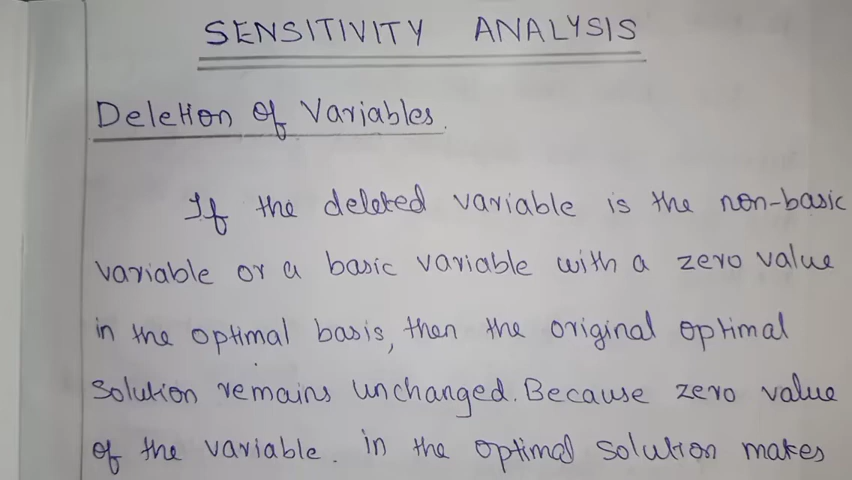 SENSITIVITY ANALYSIS
Deletion of Variables.
If the deleted variable is the non-basic
variable or a basic variable with a zero value
in the optimal basis, then the original optimal
solution remains unchanged. Because zero value
of the variable. in the optimal solution makes